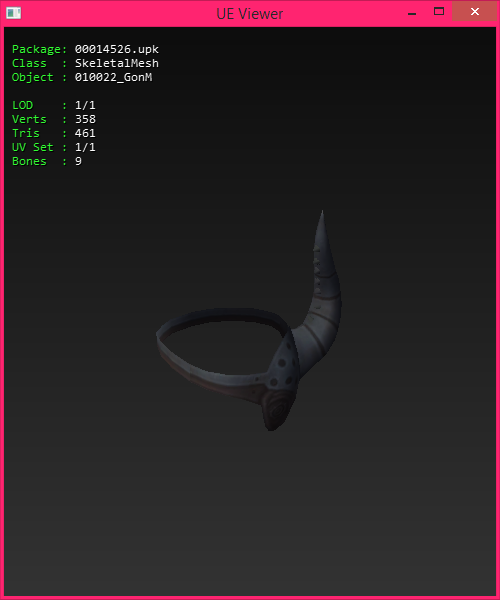 UE Viewer
Package: 00014526.upk
Class : SkeletalMesh
Object : 010022_GonM
LOD : 1/1
Verts : 358
Tris : 461
UV Set : 1/1
Bones : 9